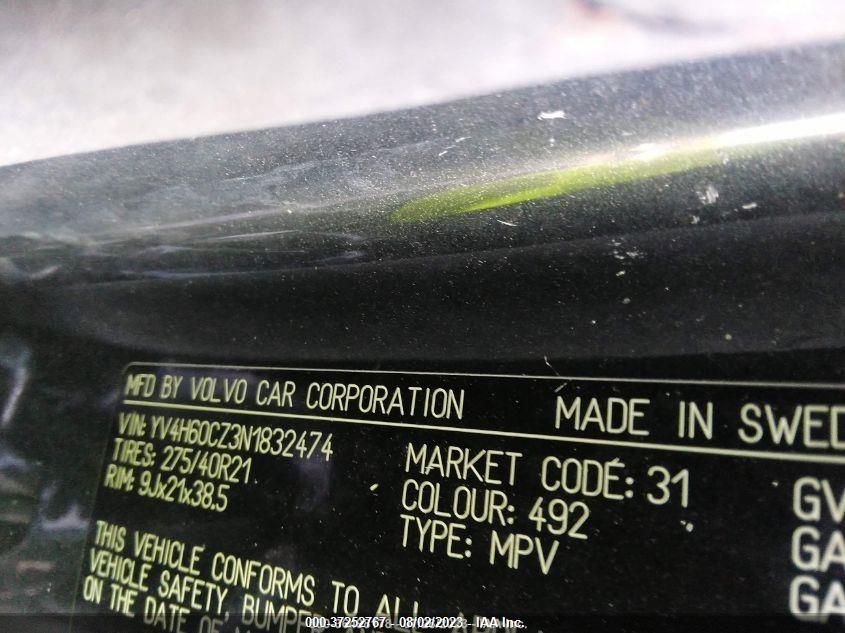 MFD BY VOLVO CAR CORPORATION MADE IN SWED
VIN: YV4H60CZ3N1832474
TIRES: 275/40R21
RIM: 9Jx21x38.5
MARKET CODE: 31
COLOUR: 492
TYPE: MPV
GV
GA
GA
THIS VEHICLE CONFORMS TO ALL
VEHICLE SAFETY, BUMPER
ON THE DATE OF
000-37252767 - 08/02/2023 - IAA Inc.